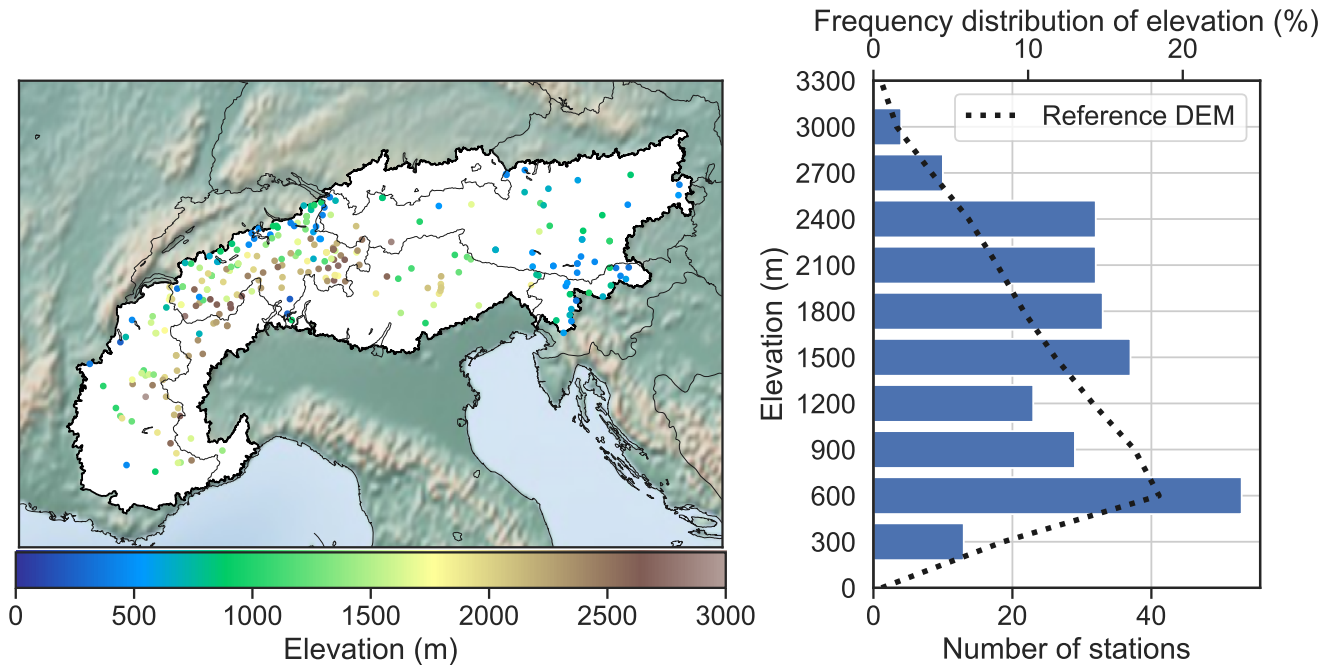 Frequency distribution of elevation (%)
0 10 20
3300
3000
2700
2400
2100
1800
1500
1200
900
600
300
0
Elevation (m)
Reference DEM
0 20 40
Number of stations
0 500 1000 1500 2000 2500 3000
Elevation (m)